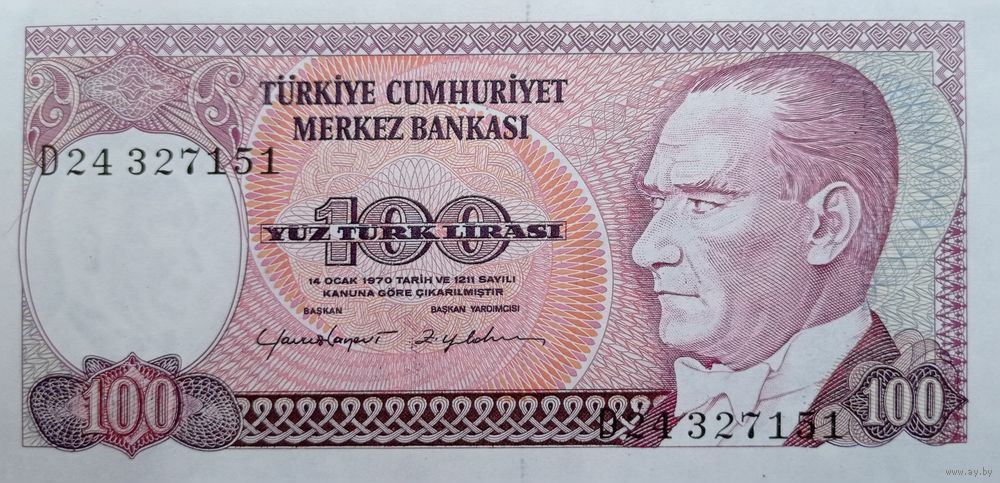 TÜRKİYE CUMHURİYET
MERKEZ BANKASI
D24 327151
100
YÜZ TÜRK LİRASI
14 OCAK 1970 TARİH VE 1211 SAYILI
KANUNA GÖRE ÇIKARILMIŞTIR
BAŞKAN BAŞKAN YARDIMCISI
100
100
D24 327151
www.ay.by